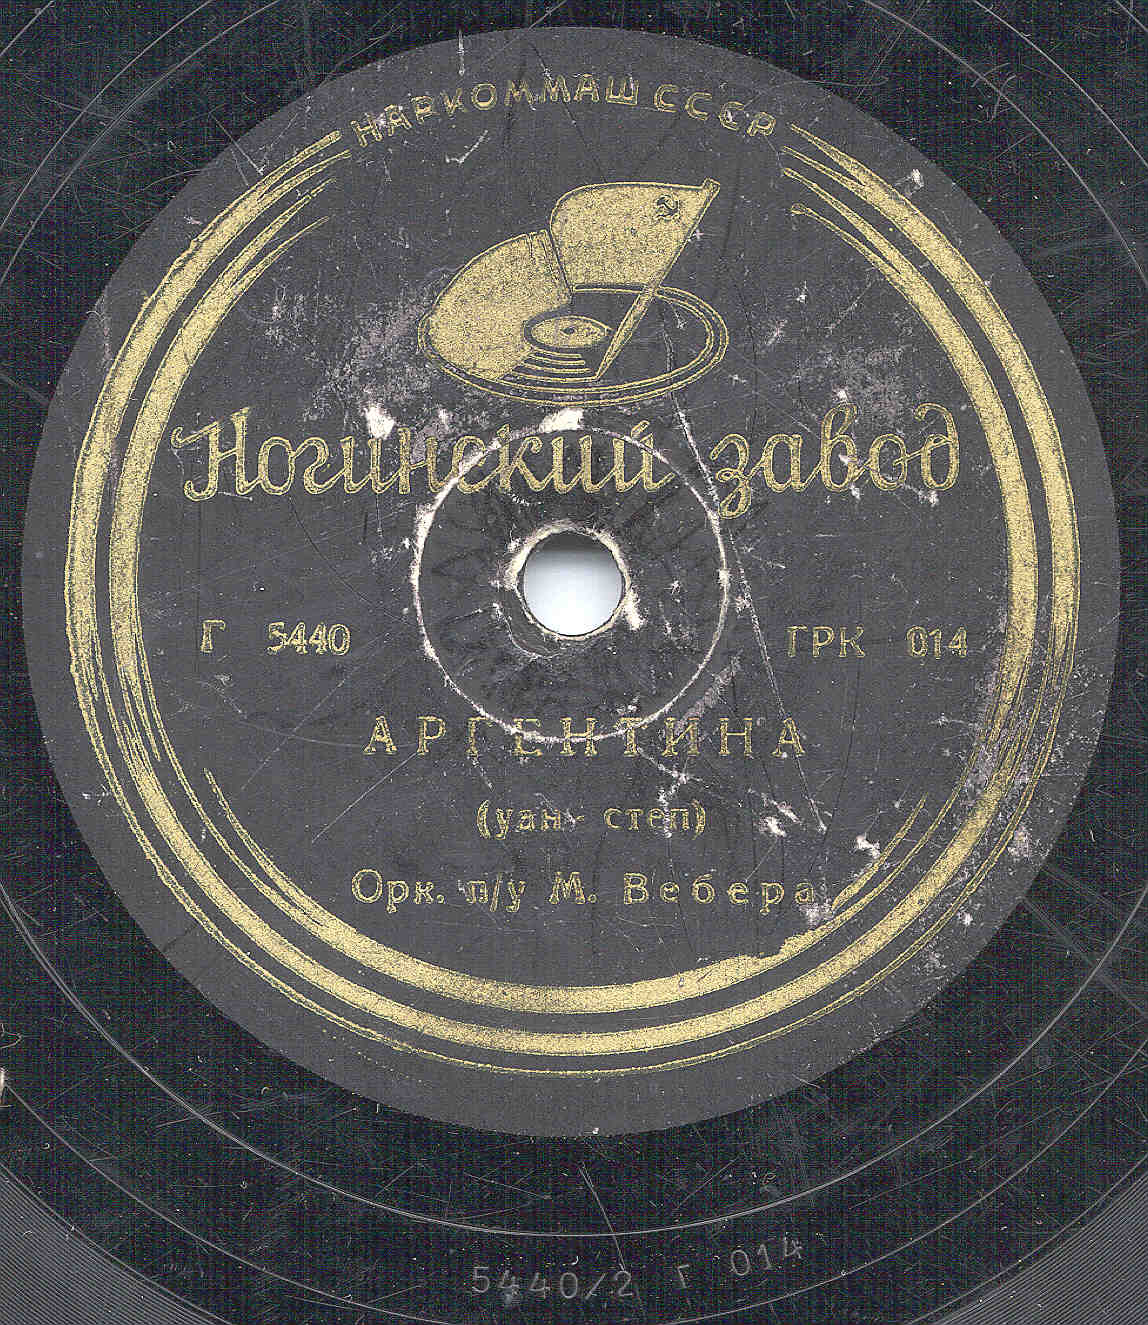 НАРКОММАШ СССР
Ногинский завод
Г 5440 ГРК 014
АРГЕНТИНА
(уан-степ)
Орк. п/у М. Вебера
5440/2 Г 014